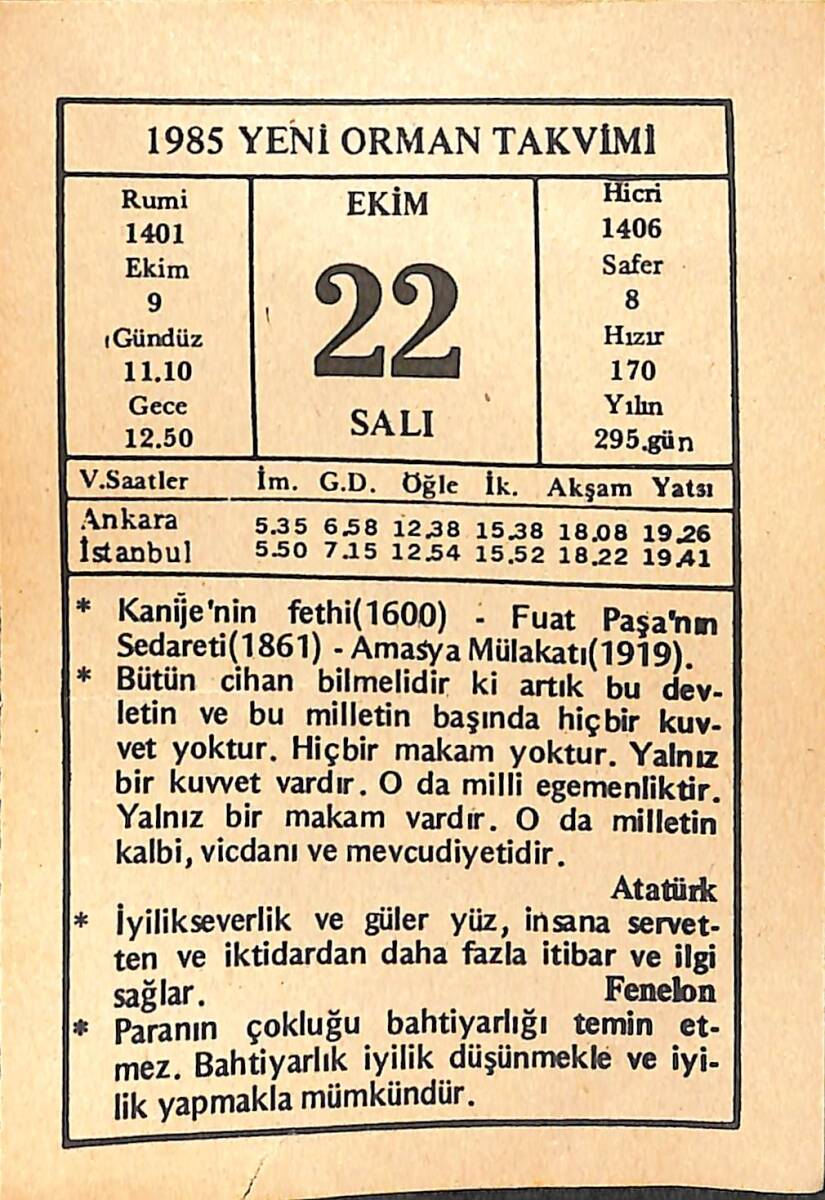 1985 YENİ ORMAN TAKVİMİ
Rumi
1401
Ekim
9
Gündüz
11.10
Gece
12.50
EKİM
22
SALI
Hicri
1406
Safer
8
Hızır
170
Yılın
295.gün
V.Saatler İm. G.D. Öğle İk. Akşam Yatsı
Ankara 5.35 6.58 12.38 15.38 18.08 19.26
İstanbul 5.50 7.15 12.54 15.52 18.22 19.41
* Kanije'nin fethi(1600) - Fuat Paşa'nın
Sedareti(1861) - Amasya Mülakatı(1919).
* Bütün cihan bilmelidir ki artık bu dev-
letin ve bu milletin başında hiçbir kuv-
vet yoktur. Hiçbir makam yoktur. Yalnız
bir kuvvet vardır. O da milli egemenliktir.
Yalnız bir makam vardır. O da milletin
kalbi, vicdanı ve mevcudiyetidir.
Atatürk
* İyilikseverlik ve güler yüz, insana servet-
ten ve iktidardan daha fazla itibar ve ilgi
sağlar. Fenelon
* Paranın çokluğu bahtiyarlığı temin et-
mez. Bahtiyarlık iyilik düşünmekle ve iyi-
lik yapmakla mümkündür.